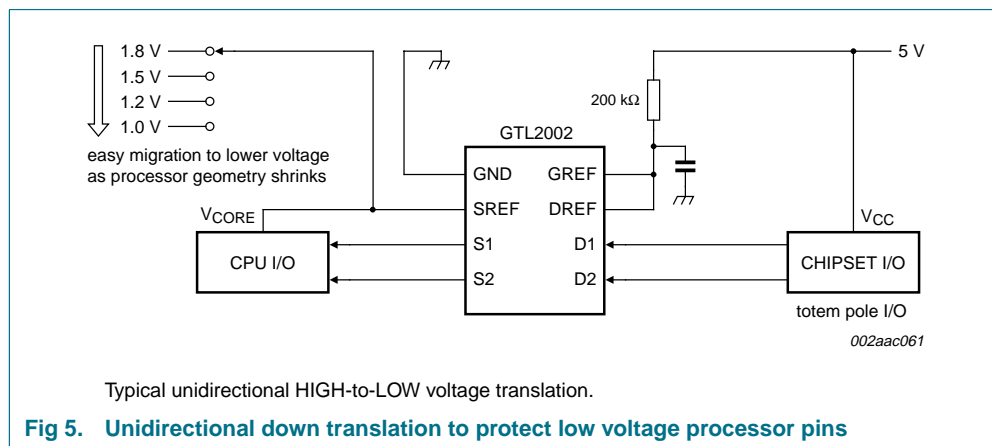 1.8 V
1.5 V
1.2 V
1.0 V
easy migration to lower voltage
as processor geometry shrinks
5 V
200 kΩ
GTL2002
GND GREF
SREF DREF
S1 D1
S2 D2
VCORE
CPU I/O
VCC
CHIPSET I/O
totem pole I/O
002aac061
Typical unidirectional HIGH-to-LOW voltage translation.
Fig 5. Unidirectional down translation to protect low voltage processor pins